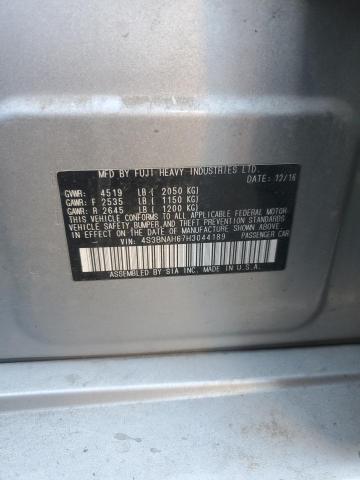 MFD BY FUJI HEAVY INDUSTRIES LTD.
DATE: 12/16
GVWR: 4519 LB ( 2050 KG)
GAWR: F 2535 LB ( 1150 KG)
GAWR: R 2645 LB ( 1200 KG)
THIS VEHICLE CONFORMS TO ALL APPLICABLE FEDERAL MOTOR
VEHICLE SAFETY, BUMPER, AND THEFT PREVENTION STANDARDS
IN EFFECT ON THE DATE OF MANUFACTURE SHOWN ABOVE.
VIN: 4S3BNAH67H3044189 PASSENGER CAR
ASSEMBLED BY SIA INC. IN U.S.A.